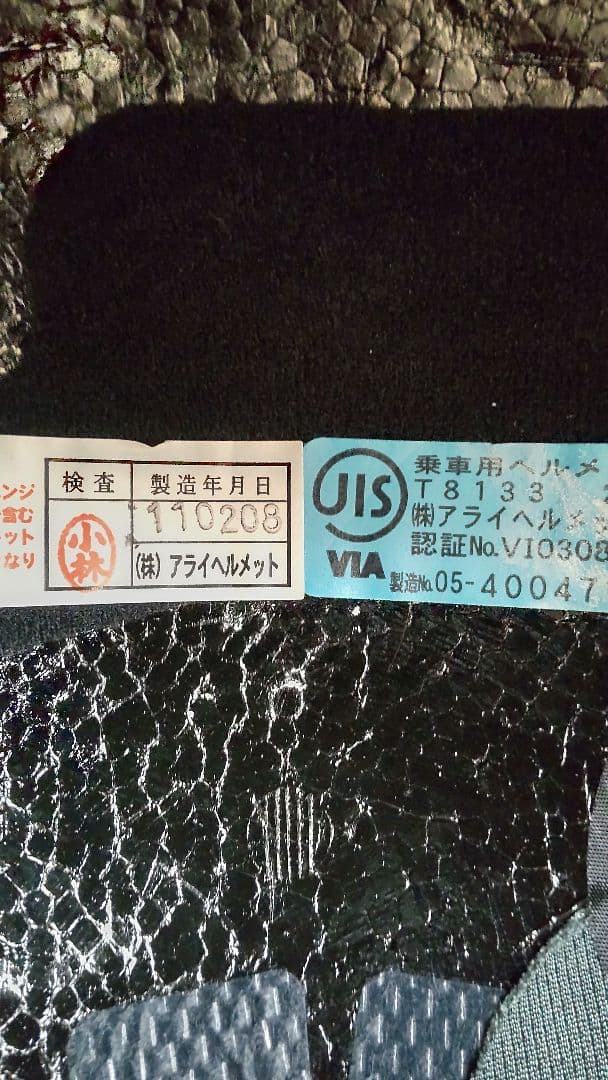 ンジ
含む
ット
なり
検査
製造年月日
小林
110208
(株) アライヘルメット
JIS
VIA
乗車用ヘルメ
T8133
(株)アライヘルメッ
認証No.VI0308
製造No.05-40047